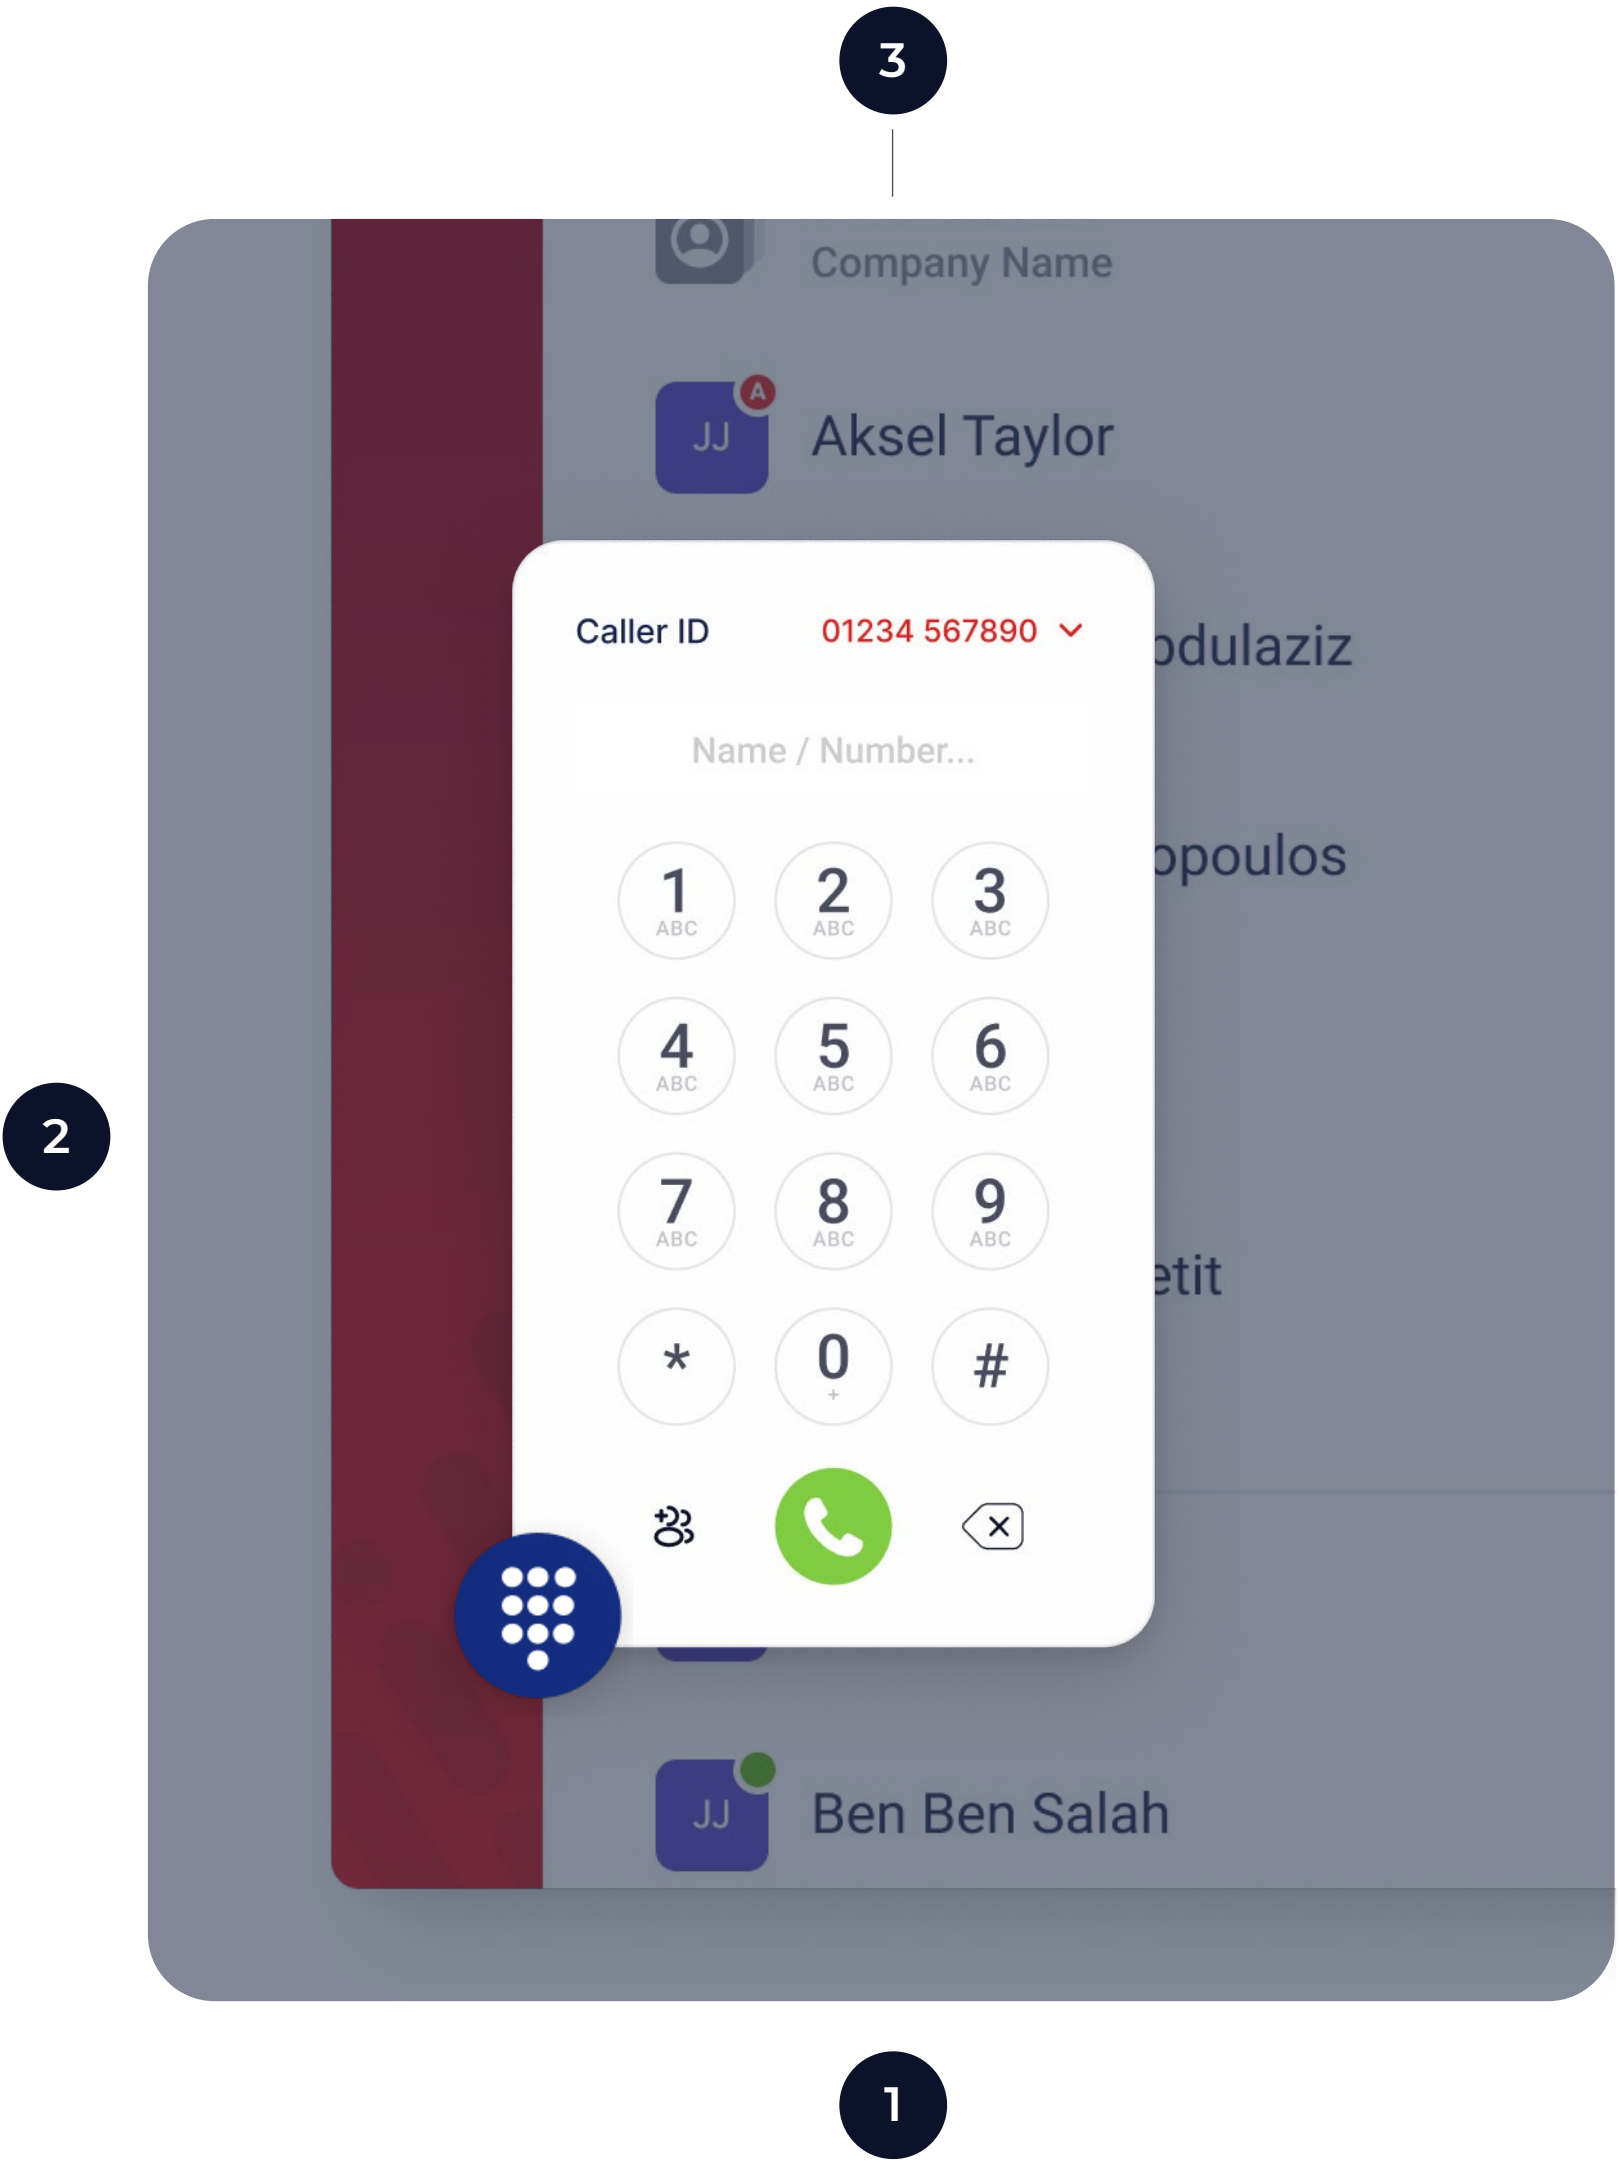 3
Company Name
A
JJ
Aksel Taylor
Caller ID
01234 567890
bdulaziz
Name / Number...
opoulos
1
ABC
2
ABC
3
ABC
4
ABC
5
ABC
6
ABC
2
7
ABC
8
ABC
9
ABC
etit
*
0
+
#
JJ
Ben Ben Salah
1